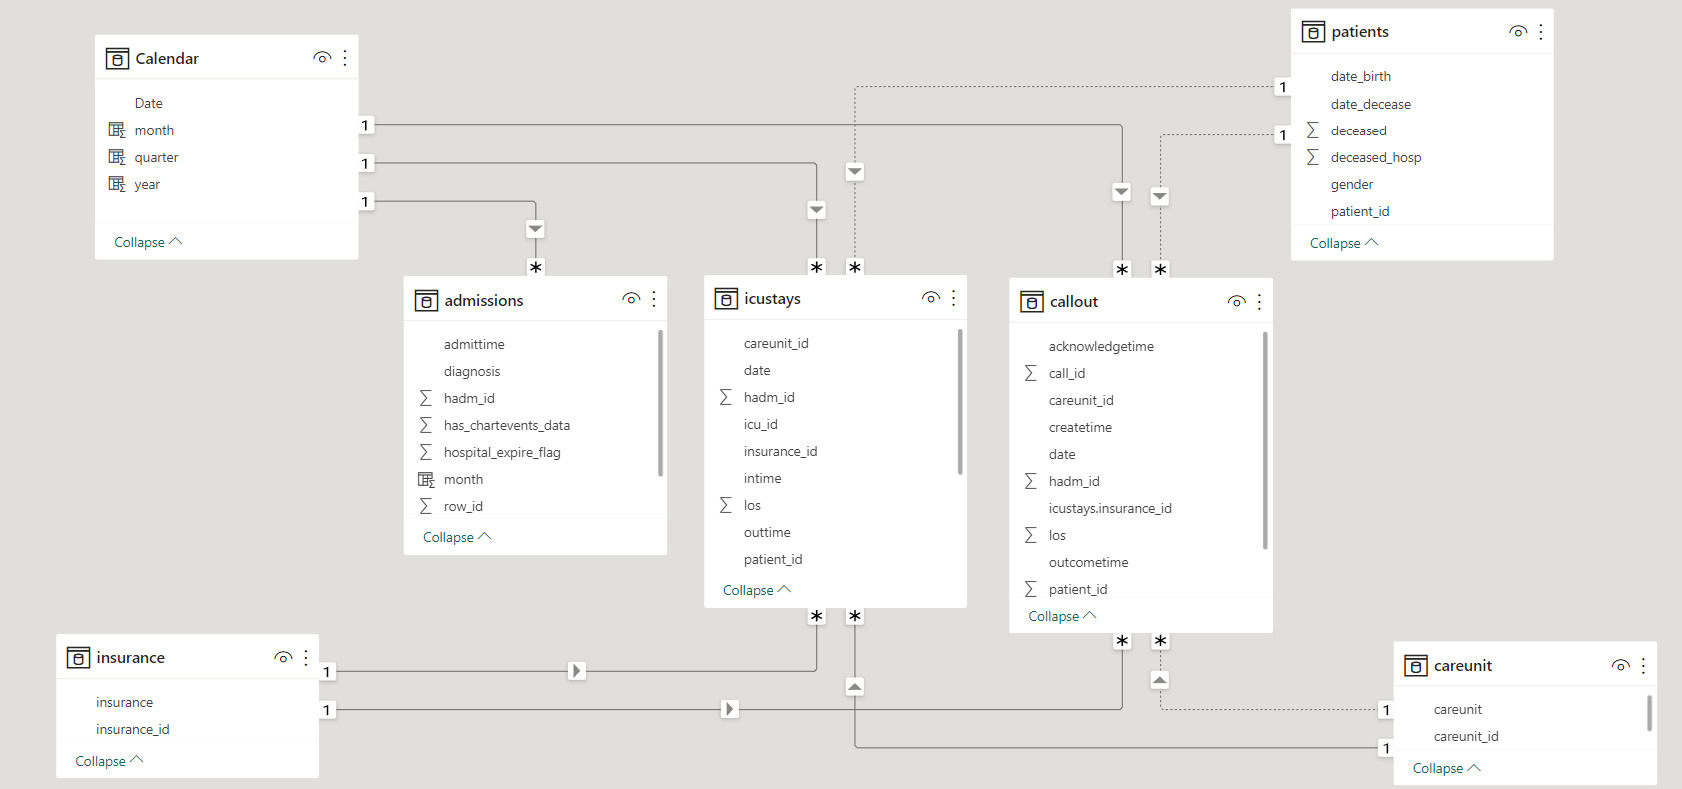 Calendar
Date
month
quarter
year
Collapse
patients
date_birth
date_decease
deceased
deceased_hosp
gender
patient_id
Collapse
1
1
1
1
1
*
*
*
*
*
admissions
admittime
diagnosis
hadm_id
has_chartevents_data
hospital_expire_flag
month
row_id
Collapse
icustays
careunit_id
date
hadm_id
icu_id
insurance_id
intime
los
outtime
patient_id
Collapse
callout
acknowledgetime
call_id
careunit_id
createtime
date
hadm_id
icustays.insurance_id
los
outcometime
patient_id
Collapse
*
*
*
*
insurance
insurance
insurance_id
Collapse
1
1
careunit
careunit
careunit_id
Collapse
1
1